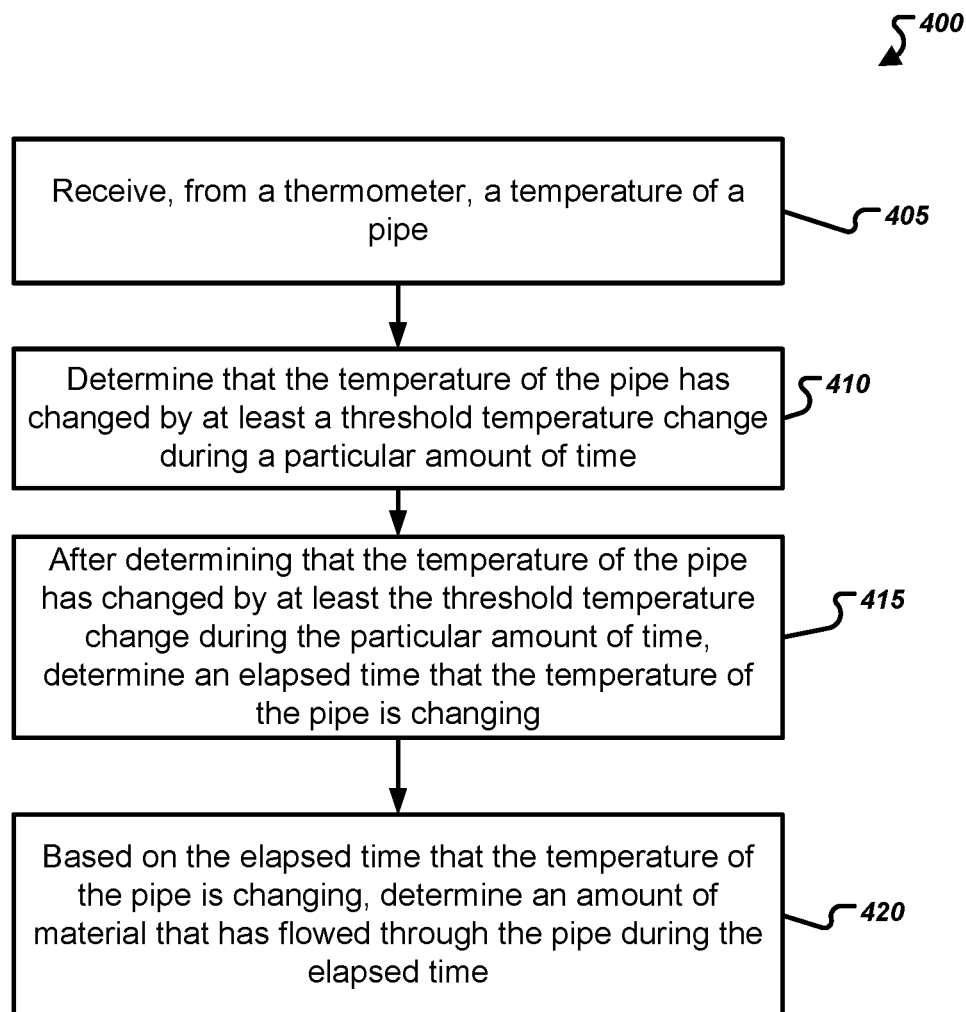 400
Receive, from a thermometer, a temperature of a
pipe
405
Determine that the temperature of the pipe has
changed by at least a threshold temperature change
during a particular amount of time
410
After determining that the temperature of the pipe
has changed by at least the threshold temperature
change during the particular amount of time,
determine an elapsed time that the temperature of
the pipe is changing
415
Based on the elapsed time that the temperature of
the pipe is changing, determine an amount of
material that has flowed through the pipe during the
elapsed time
420